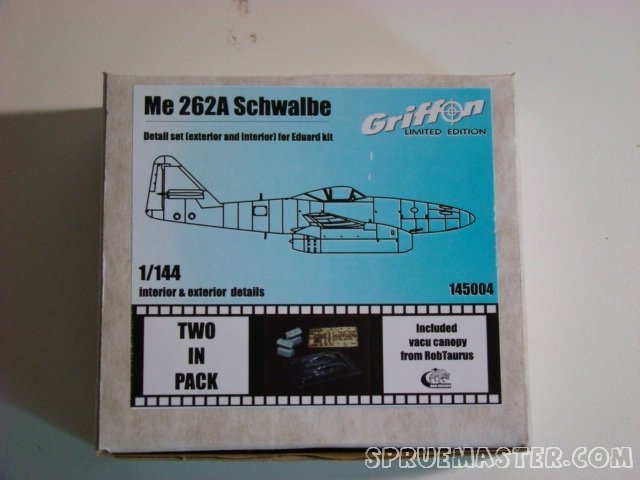 Me 262A Schwalbe
Griffon
LIMITED EDITION
Detail set (exterior and interior) for Eduard kit
1/144
interior & exterior details
145004
TWO
IN
PACK
included
vacu canopy
from RobTaurus
SPRUEMASTER.COM